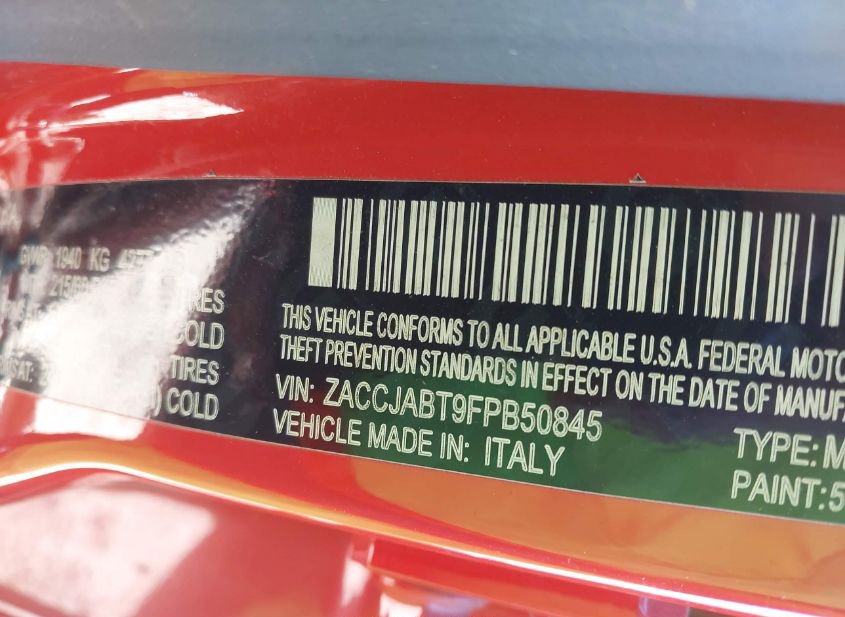 1940 KG
TIRES
COLD
TIRES
COLD
THIS VEHICLE CONFORMS TO ALL APPLICABLE U.S.A. FEDERAL MOTO
THEFT PREVENTION STANDARDS IN EFFECT ON THE DATE OF MANUF
VIN: ZACCJABT9FPB50845
VEHICLE MADE IN: ITALY
TYPE: M
PAINT: 5